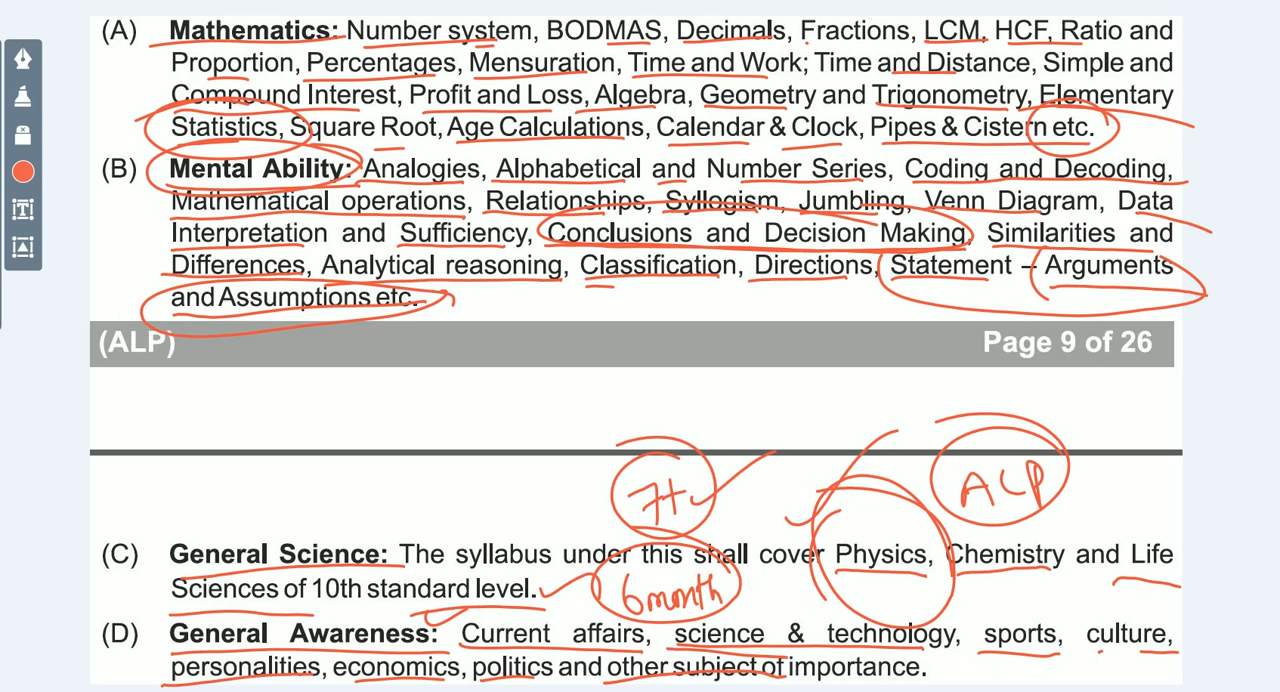 (A) Mathematics: Number system, BODMAS, Decimals, Fractions, LCM, HCF, Ratio and
Proportion, Percentages, Mensuration, Time and Work; Time and Distance, Simple and
Compound Interest, Profit and Loss, Algebra, Geometry and Trigonometry, Elementary
Statistics, Square Root, Age Calculations, Calendar & Clock, Pipes & Cistern etc.
(B) Mental Ability: Analogies, Alphabetical and Number Series, Coding and Decoding,
Mathematical operations, Relationships, Syllogism, Jumbling, Venn Diagram, Data
Interpretation and Sufficiency, Conclusions and Decision Making, Similarities and
Differences, Analytical reasoning, Classification, Directions, Statement – Arguments
and Assumptions etc.
(ALP) Page 9 of 26
7+
ALP
(C) General Science: The syllabus under this shall cover Physics, Chemistry and Life
Sciences of 10th standard level.
6 month
(D) General Awareness: Current affairs, science & technology, sports, culture,
personalities, economics, politics and other subject of importance.